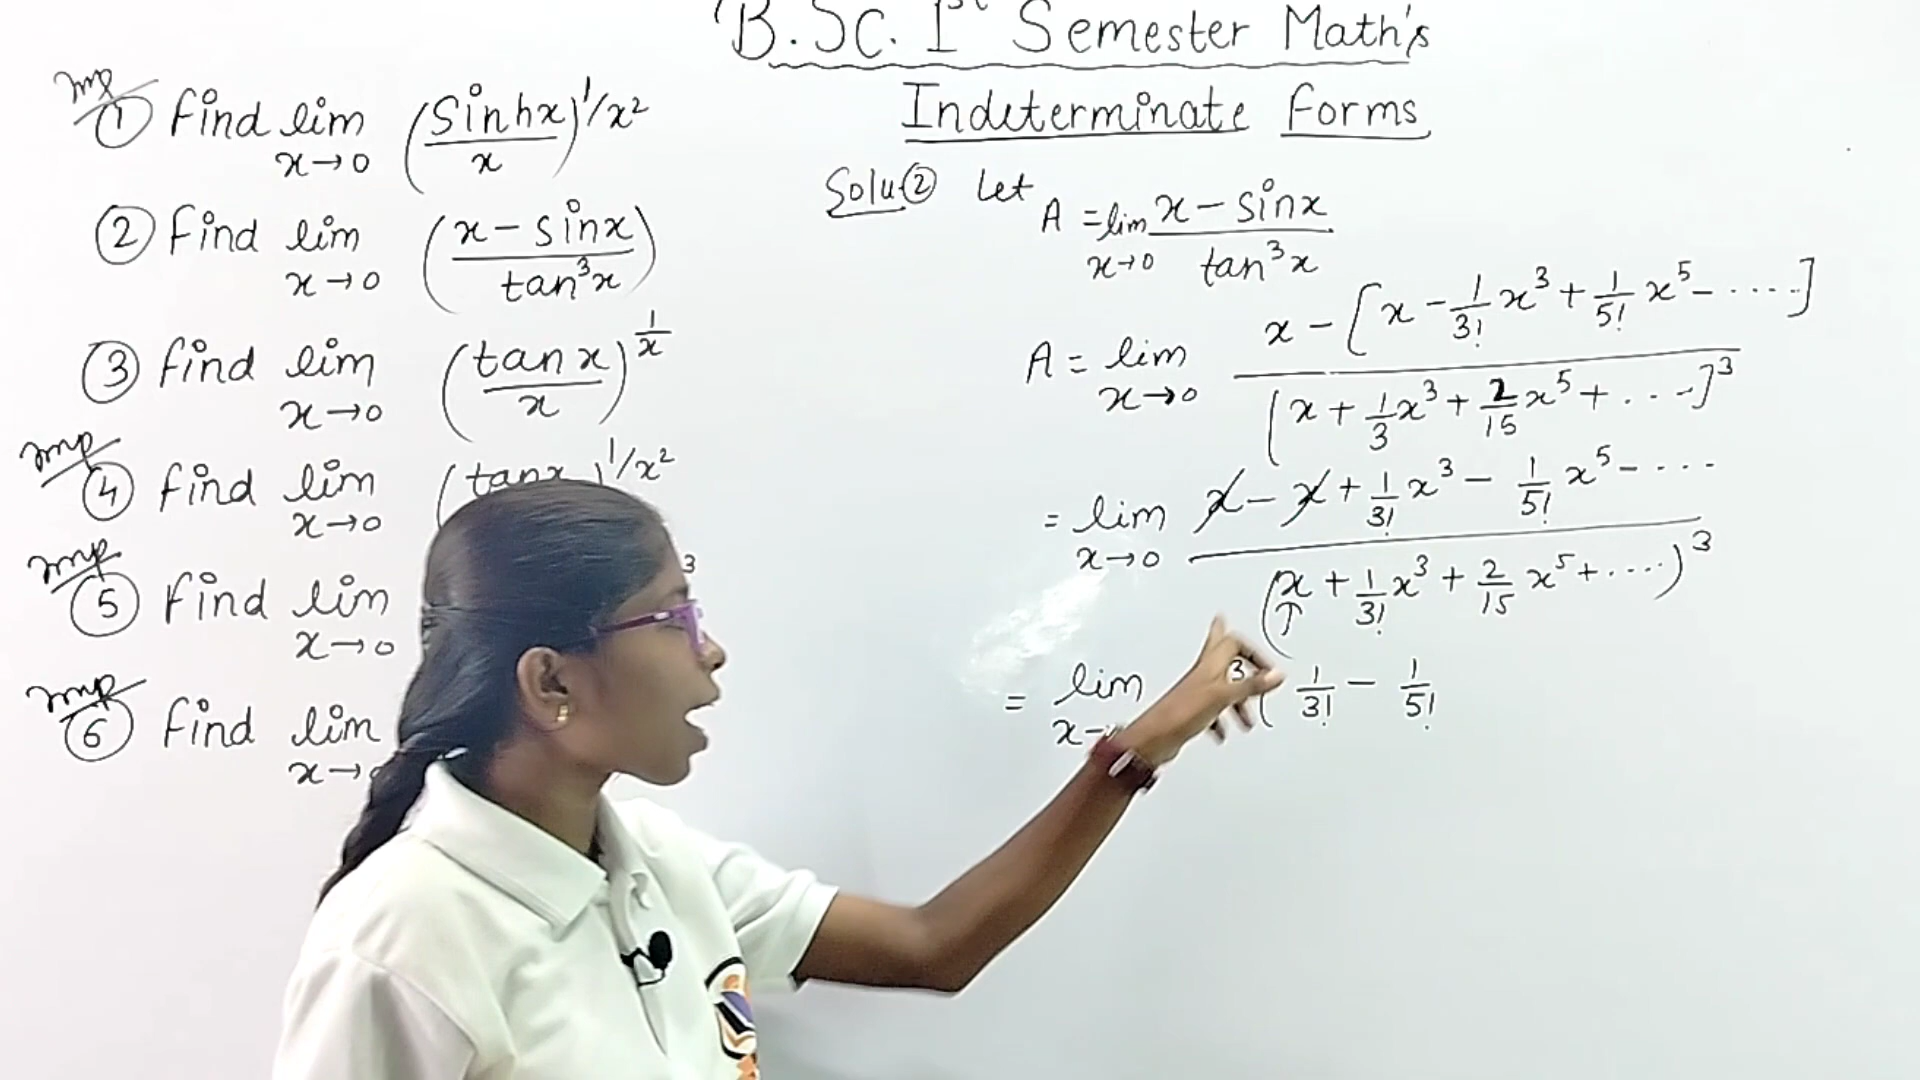 B.Sc. 1st Semester Math's
Indeterminate Forms
Imp
① Find lim x→0 (sinhx/x)^1/x²
② Find lim x→0 (x-sinx/tan³x)
③ Find lim x→0 (tanx/x)^1/x
Imp
④ Find lim x→0 (tanx )^1/x²
Imp
⑤ Find lim x→0 3
Imp
⑥ Find lim x→
Solu② Let A = lim x→0 x-sinx/tan³x
A = lim x→0 x-[x-1/3! x³+1/5! x⁵-.....]/[x+1/3 x³+2/15 x⁵+....]³
= lim x→0 x-x+1/3! x³-1/5! x⁵-..../(x+1/3! x³+2/15 x⁵+....)³
= lim x→ 3( 1/3! - 1/5!